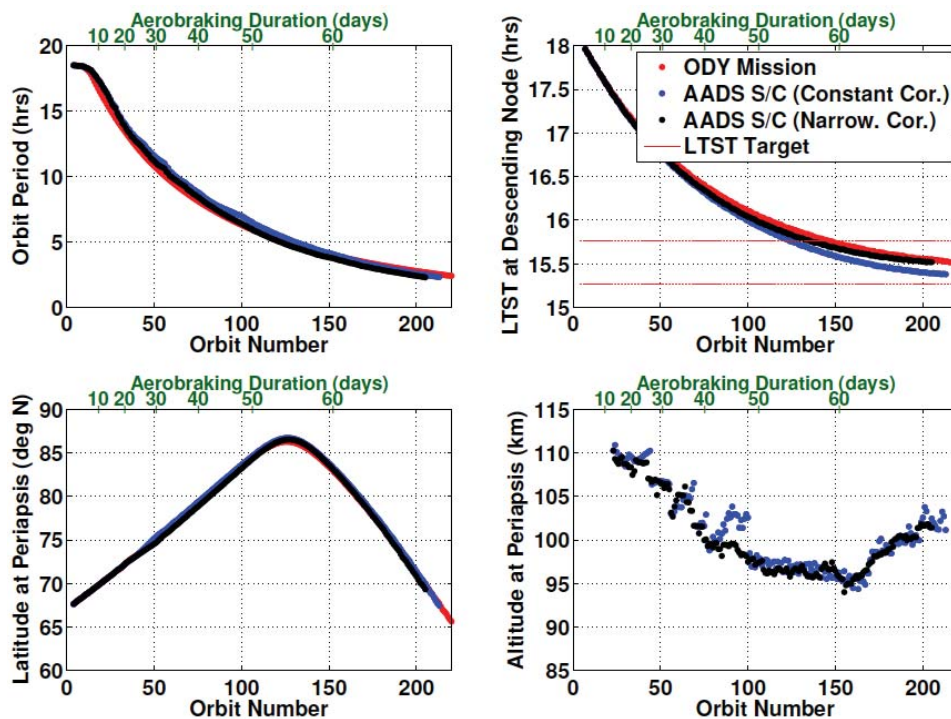 Aerobraking Duration (days)
10 20 30 40 50 60
20
15
10
5
0
Orbit Period (hrs)
0 50 100 150 200
Orbit Number
Aerobraking Duration (days)
10 20 30 40 50 60
18
17
16.5
16
15.5
15
LTST at Descending Node (hrs)
ODY Mission
AADS S/C (Constant Cor.)
AADS S/C (Narrow. Cor.)
LTST Target
0 50 100 150 200
Orbit Number
Aerobraking Duration (days)
10 20 30 40 50 60
90
85
80
75
70
65
60
Latitude at Periapsis (deg N)
0 50 100 150 200
Orbit Number
Aerobraking Duration (days)
10 20 30 40 50 60
115
110
105
100
95
90
85
Altitude at Periapsis (km)
0 50 100 150 200
Orbit Number